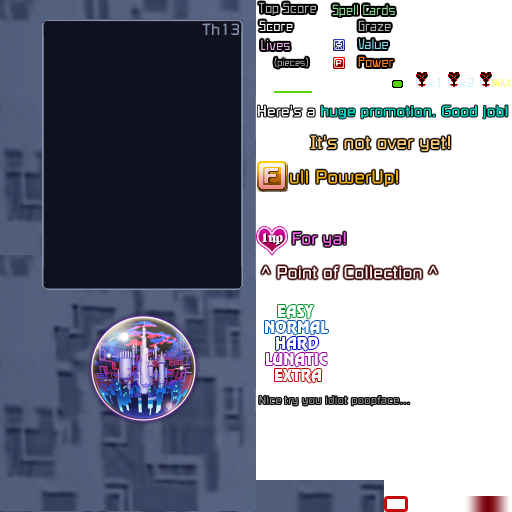 Th13
Top Score
Spell Cards
Score
Graze
Lives
Value
(pieces)
P Power
×1 ×2 MAX
Here's a huge promotion. Good job!
It's not over yet!
Full PowerUp!
1up For ya!
^ Point of Collection ^
EASY
NORMAL
HARD
LUNATIC
EXTRA
Nice try you idiot poopface...